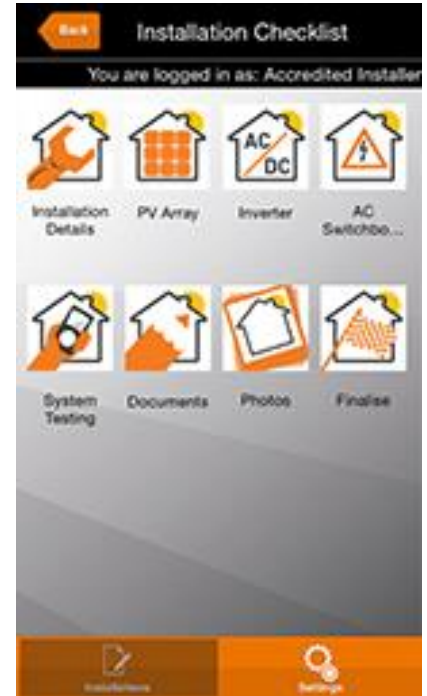 Back
Installation Checklist
You are logged in as: Accredited Installer
AC
DC
Installation
Details
PV Array
Inverter
AC
Switchbo...
System
Testing
Documents
Photos
Finalise
Installations
Settings